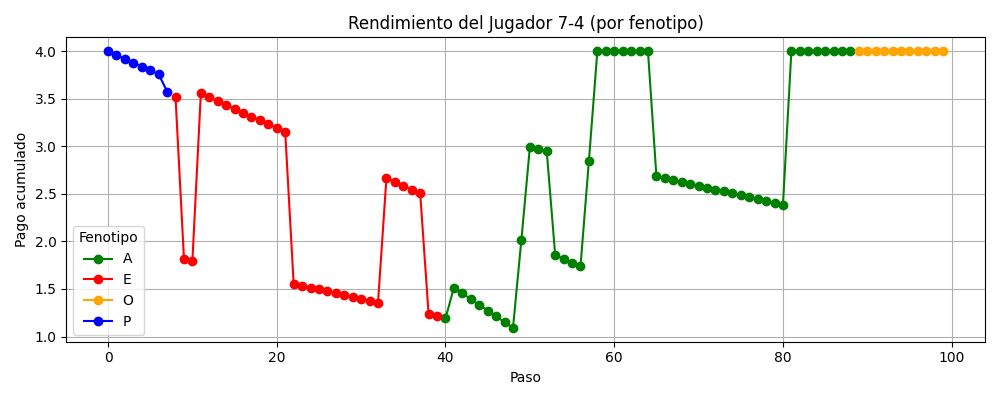 Rendimiento del Jugador 7-4 (por fenotipo)
Pago acumulado
4.0
3.5
3.0
2.5
2.0
1.5
1.0
Fenotipo
A
E
O
P
0
20
40
60
80
100
Paso